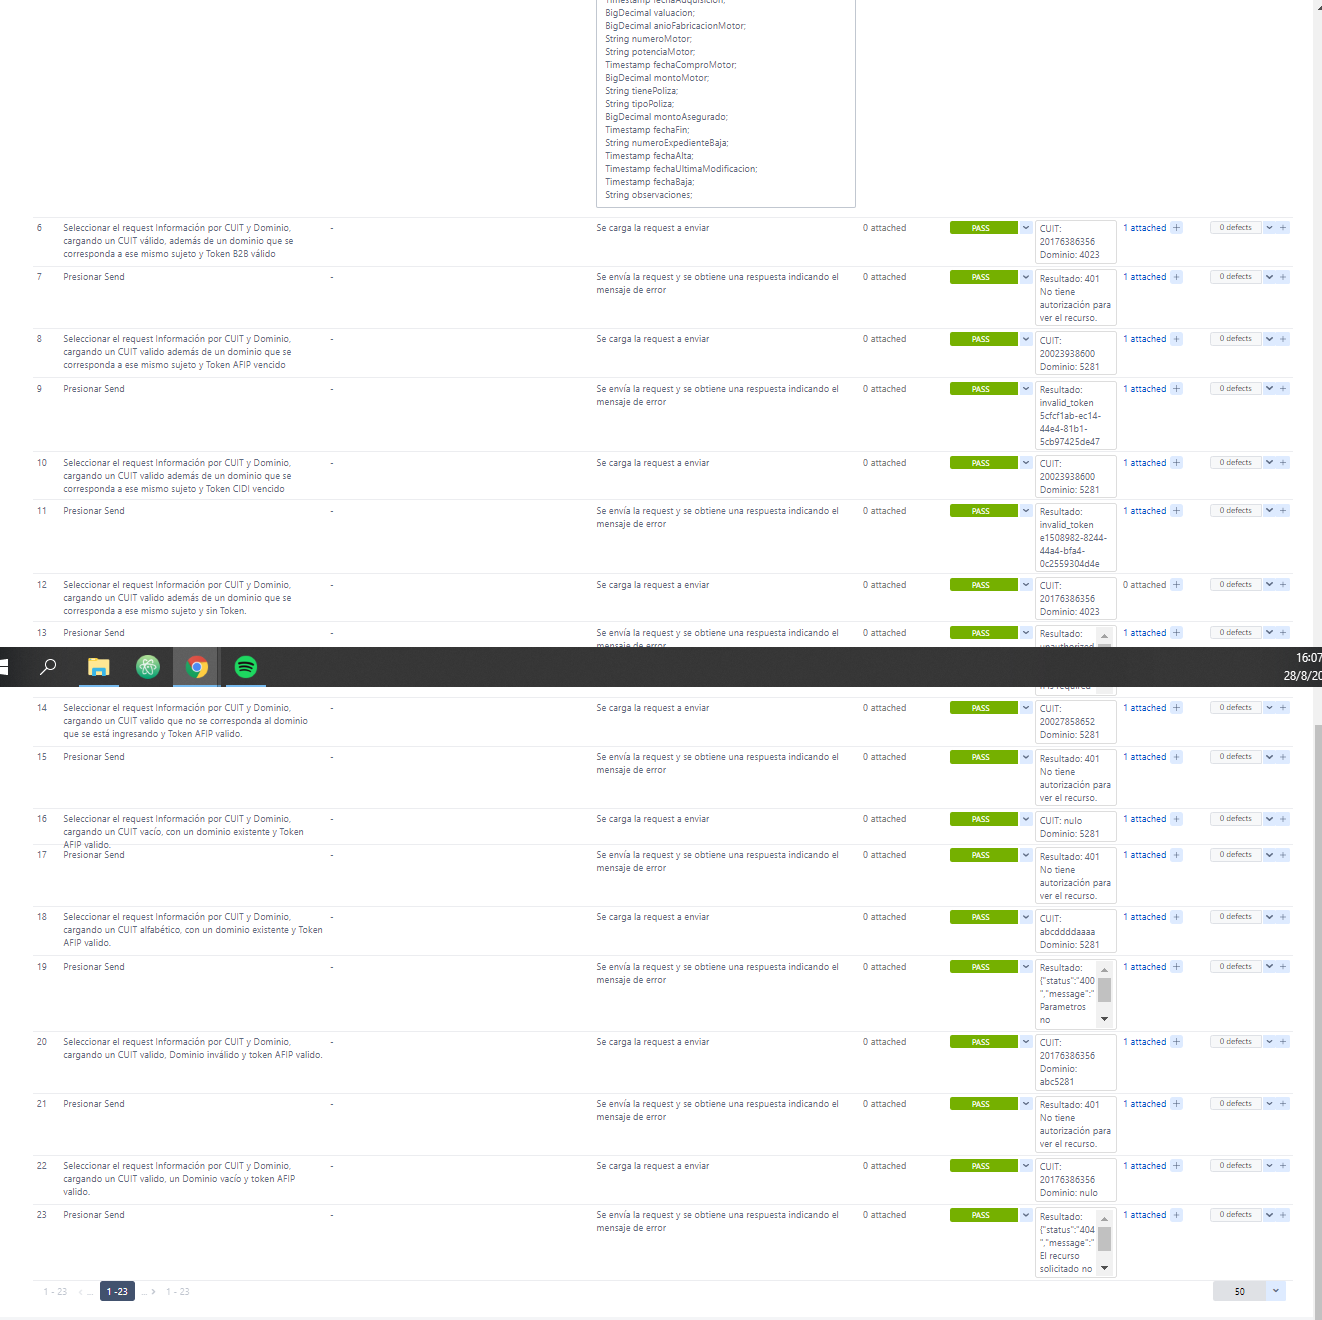 Timestamp fechaAdquisicion;
BigDecimal valuacion;
BigDecimal anioFabricacionMotor;
String numeroMotor;
String potenciaMotor;
Timestamp fechaComproMotor;
BigDecimal montoMotor;
String tienePoliza;
String tipoPoliza;
BigDecimal montoAsegurado;
Timestamp fechaFin;
String numeroExpedienteBaja;
Timestamp fechaAlta;
Timestamp fechaUltimaModificacion;
Timestamp fechaBaja;
String observaciones;
6 Seleccionar el request Información por CUIT y Dominio, - Se carga la request a enviar 0 attached PASS CUIT: 1 attached + 0 defects +
cargando un CUIT válido, además de un dominio que se 20176386356
corresponda a ese mismo sujeto y Token B2B válido Dominio: 4023
7 Presionar Send - Se envía la request y se obtiene una respuesta indicando el 0 attached PASS Resultado: 401 1 attached + 0 defects +
mensaje de error No tiene
autorización para
ver el recurso.
8 Seleccionar el request Información por CUIT y Dominio, - Se carga la request a enviar 0 attached PASS CUIT: 1 attached + 0 defects +
cargando un CUIT valido además de un dominio que se 20023938600
corresponda a ese mismo sujeto y Token AFIP vencido Dominio: 5281
9 Presionar Send - Se envía la request y se obtiene una respuesta indicando el 0 attached PASS Resultado: 1 attached + 0 defects +
mensaje de error invalid_token
5cfcf1ab-ec14-
44e4-81b1-
5cb97425de47
10 Seleccionar el request Información por CUIT y Dominio, - Se carga la request a enviar 0 attached PASS CUIT: 1 attached + 0 defects +
cargando un CUIT valido además de un dominio que se 20023938600
corresponda a ese mismo sujeto y Token CIDI vencido Dominio: 5281
11 Presionar Send - Se envía la request y se obtiene una respuesta indicando el 0 attached PASS Resultado: 1 attached + 0 defects +
mensaje de error invalid_token
e1508982-8244-
44a4-bfa4-
0c2559304d4e
12 Seleccionar el request Información por CUIT y Dominio, - Se carga la request a enviar 0 attached PASS CUIT: 0 attached + 0 defects +
cargando un CUIT valido además de un dominio que se 20176386356
corresponda a ese mismo sujeto y sin Token. Dominio: 4023
13 Presionar Send - Se envía la request y se obtiene una respuesta indicando el 0 attached PASS Resultado: 1 attached + 0 defects +
mensaje de error unauthorized
16:07
28/8/20
is required
14 Seleccionar el request Información por CUIT y Dominio, - Se carga la request a enviar 0 attached PASS CUIT: 1 attached + 0 defects +
cargando un CUIT valido que no se corresponda al dominio 20027858652
que se está ingresando y Token AFIP valido. Dominio: 5281
15 Presionar Send - Se envía la request y se obtiene una respuesta indicando el 0 attached PASS Resultado: 401 1 attached + 0 defects +
mensaje de error No tiene
autorización para
ver el recurso.
16 Seleccionar el request Información por CUIT y Dominio, - Se carga la request a enviar 0 attached PASS CUIT: nulo 1 attached + 0 defects +
cargando un CUIT vacío, con un dominio existente y Token Dominio: 5281
AFIP valido.
17 Presionar Send - Se envía la request y se obtiene una respuesta indicando el 0 attached PASS Resultado: 401 1 attached + 0 defects +
mensaje de error No tiene
autorización para
ver el recurso.
18 Seleccionar el request Información por CUIT y Dominio, - Se carga la request a enviar 0 attached PASS CUIT: 1 attached + 0 defects +
cargando un CUIT alfabético, con un dominio existente y Token abcddddaaaa
AFIP valido. Dominio: 5281
19 Presionar Send - Se envía la request y se obtiene una respuesta indicando el 0 attached PASS Resultado: 1 attached + 0 defects +
mensaje de error {"status":"400
","message":"
Parametros
no
20 Seleccionar el request Información por CUIT y Dominio, - Se carga la request a enviar 0 attached PASS CUIT: 1 attached + 0 defects +
cargando un CUIT valido, Dominio inválido y token AFIP valido. 20176386356
Dominio:
abc5281
21 Presionar Send - Se envía la request y se obtiene una respuesta indicando el 0 attached PASS Resultado: 401 1 attached + 0 defects +
mensaje de error No tiene
autorización para
ver el recurso.
22 Seleccionar el request Información por CUIT y Dominio, - Se carga la request a enviar 0 attached PASS CUIT: 1 attached + 0 defects +
cargando un CUIT valido, un Dominio vacío y token AFIP 20176386356
valido. Dominio: nulo
23 Presionar Send - Se envía la request y se obtiene una respuesta indicando el 0 attached PASS Resultado: 1 attached + 0 defects +
mensaje de error {"status":"404
","message":"
El recurso
solicitado no
1 - 23 ‹ ... 1 -23 ... › 1 - 23 50